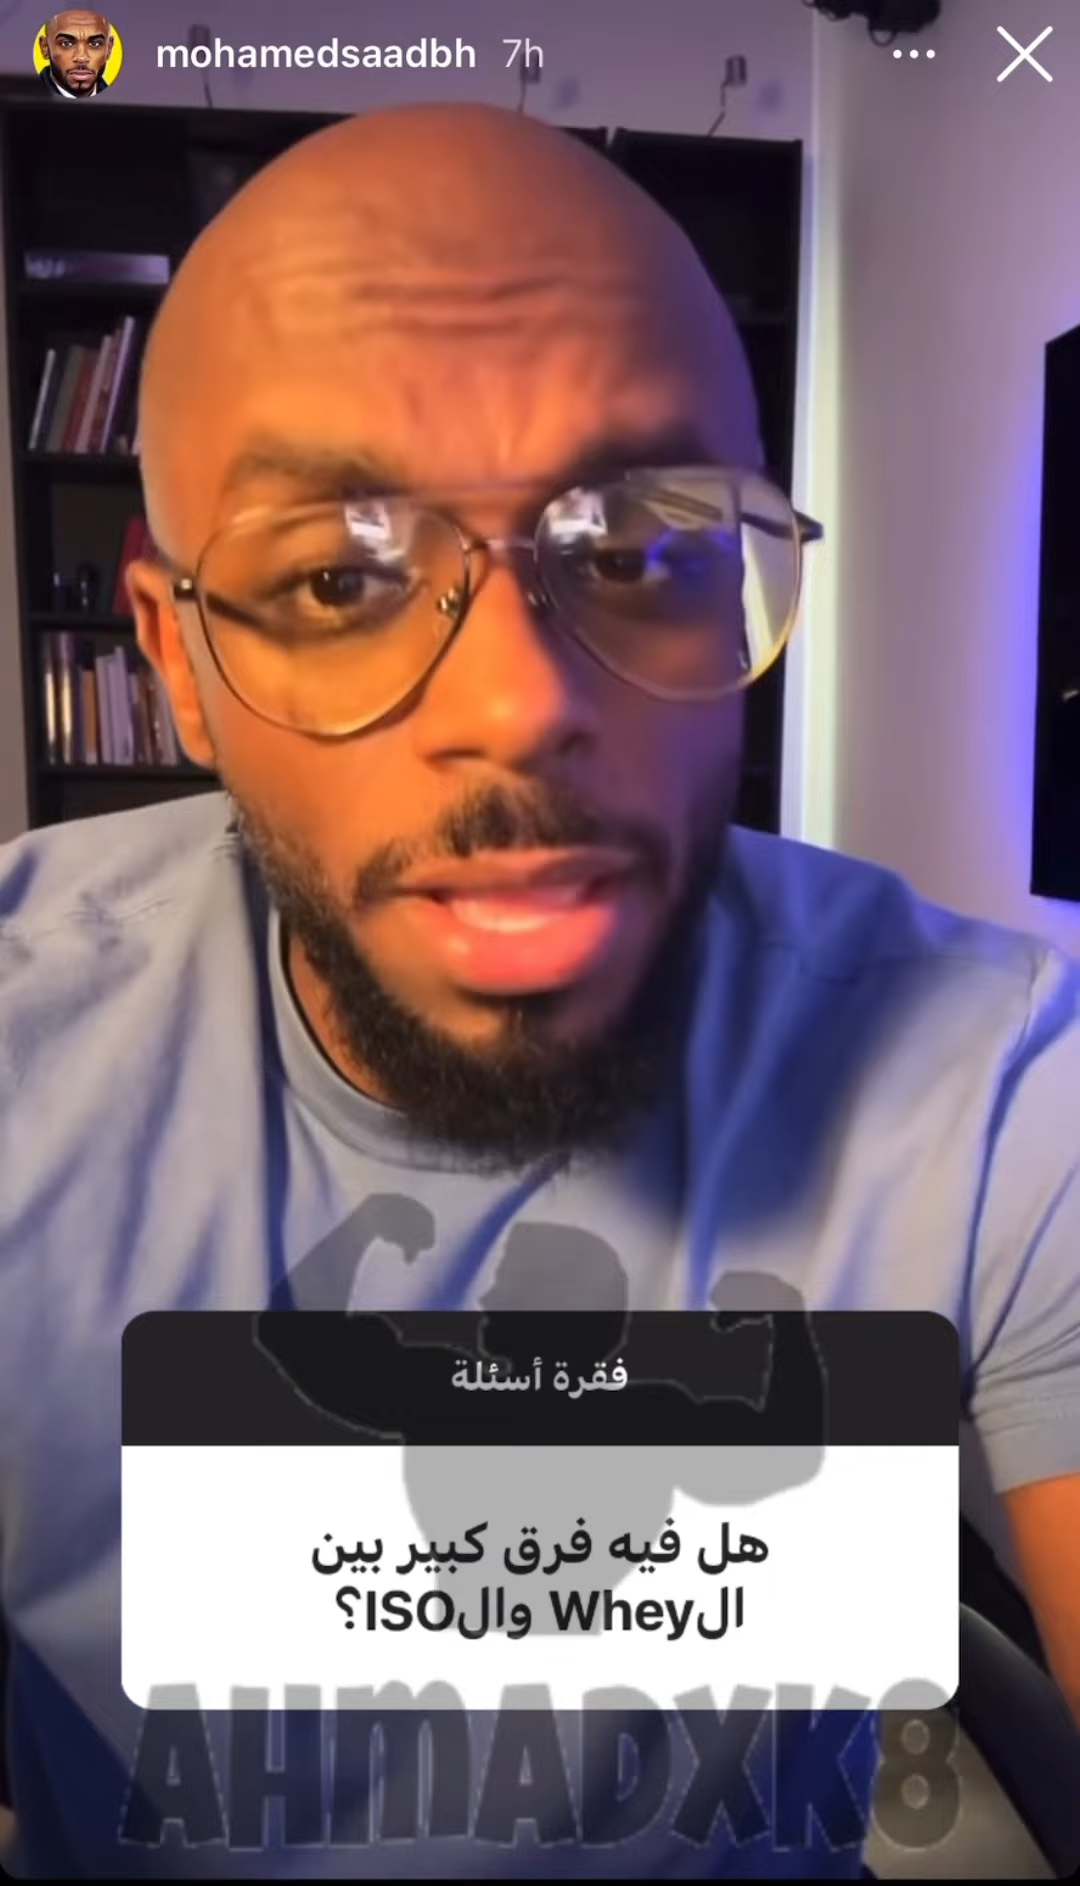 mohamedsaadbh 7h
فقرة أسئلة
هل فيه فرق كبير بين
الWhey والISO؟
AHMADXK8